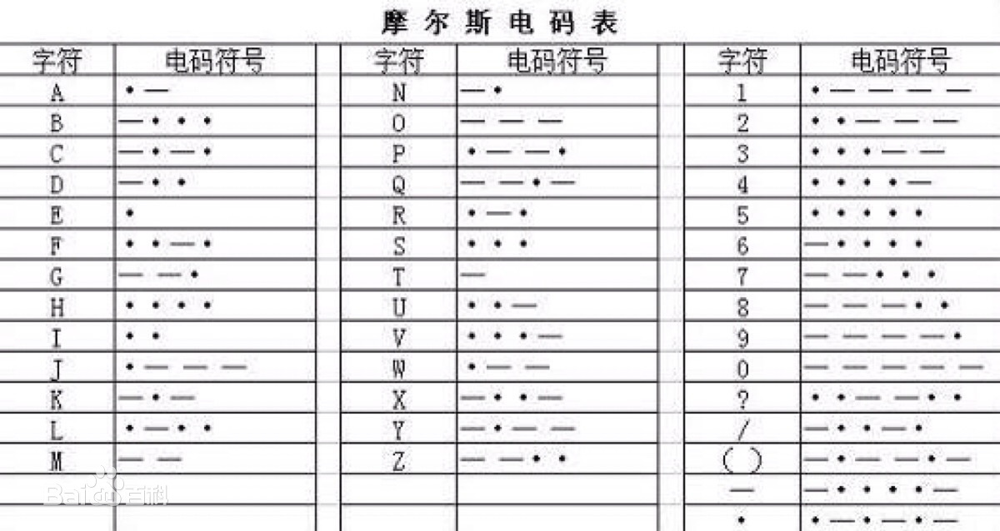 摩尔斯电码表
字符 电码符号 字符 电码符号 字符 电码符号
A •— N —• 1 •————
B —••• O ——— 2 ••———
C —•—• P •——• 3 •••——
D —•• Q ——•— 4 ••••—
E • R •—• 5 •••••
F ••—• S ••• 6 —••••
G ——• T — 7 ——•••
H •••• U ••— 8 ———••
I •• V •••— 9 ————•
J •——— W •—— 0 —————
K —•— X —••— ? ••——••
L •—•• Y —•—— / —••—•
M —— Z ——•• () —•——•—
— —••••—
• •—•—•—
Baidu百科